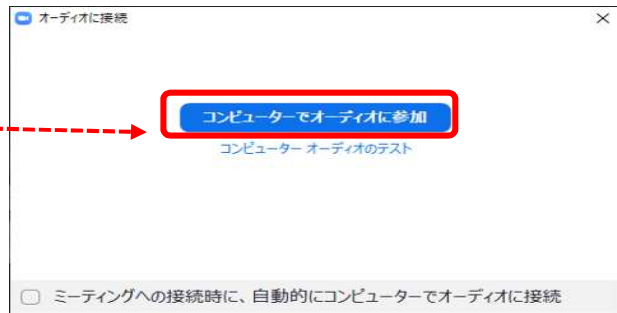 オーディオに接続
コンピューターでオーディオに参加
コンピューター オーディオのテスト
ミーティングへの接続時に、自動的にコンピューターでオーディオに接続